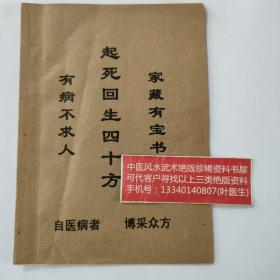 家藏有宝书
起死回生四十方
有病不求人
自医病者 博采众方
中医风水武术绝版珍稀资料书屋
可代客户寻找以上三类绝版资料
手机号：13340140807(叶医生)